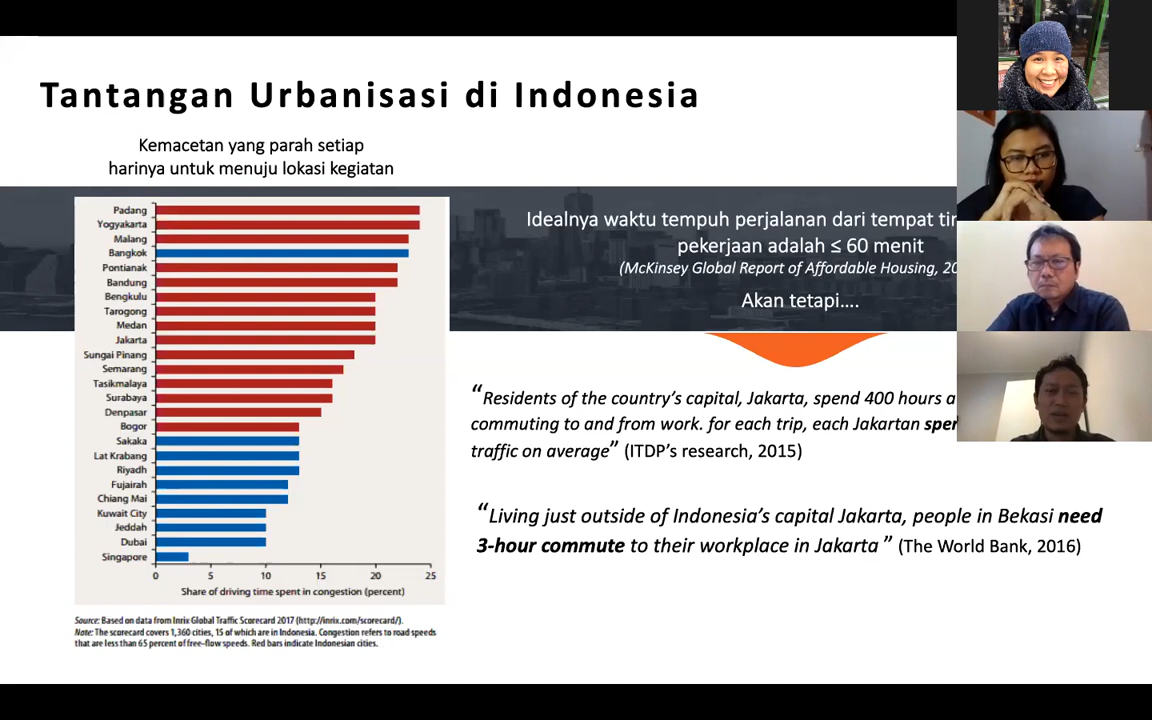 Tantangan Urbanisasi di Indonesia
Kemacetan yang parah setiap
harinya untuk menuju lokasi kegiatan
Padang
Yogyakarta
Malang
Bangkok
Pontianak
Bandung
Bengkulu
Tarogong
Medan
Jakarta
Sungai Pinang
Semarang
Tasikmalaya
Surabaya
Denpasar
Bogor
Sakaka
Lat Krabang
Riyadh
Fujairah
Chiang Mai
Kuwait City
Jeddah
Dubai
Singapore
0 5 10 15 20 25
Share of driving time spent in congestion (percent)
Source: Based on data from Inrix Global Traffic Scorecard 2017 (http://inrix.com/scorecard/).
Note: The scorecard covers 1,360 cities, 15 of which are in Indonesia. Congestion refers to road speeds
that are less than 65 percent of free-flow speeds. Red bars indicate Indonesian cities.
Idealnya waktu tempuh perjalanan dari tempat
pekerjaan adalah ≤ 60 menit
(McKinsey Global Report of Affordable Housing,
Akan tetapi....
“Residents of the country’s capital, Jakarta, spend 400 hours a
commuting to and from work. for each trip, each Jakartan
traffic on average” (ITDP’s research, 2015)
“Living just outside of Indonesia’s capital Jakarta, people in Bekasi need
3-hour commute to their workplace in Jakarta ” (The World Bank, 2016)